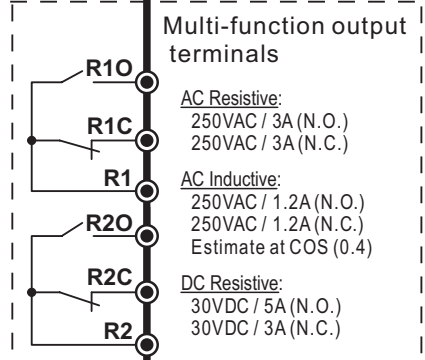 Multi-function output
terminals
R1O
R1C
R1
R2O
R2C
R2
AC Resistive:
250VAC / 3A (N.O.)
250VAC / 3A (N.C.)
AC Inductive:
250VAC / 1.2A (N.O.)
250VAC / 1.2A (N.C.)
Estimate at COS (0.4)
DC Resistive:
30VDC / 5A (N.O.)
30VDC / 3A (N.C.)